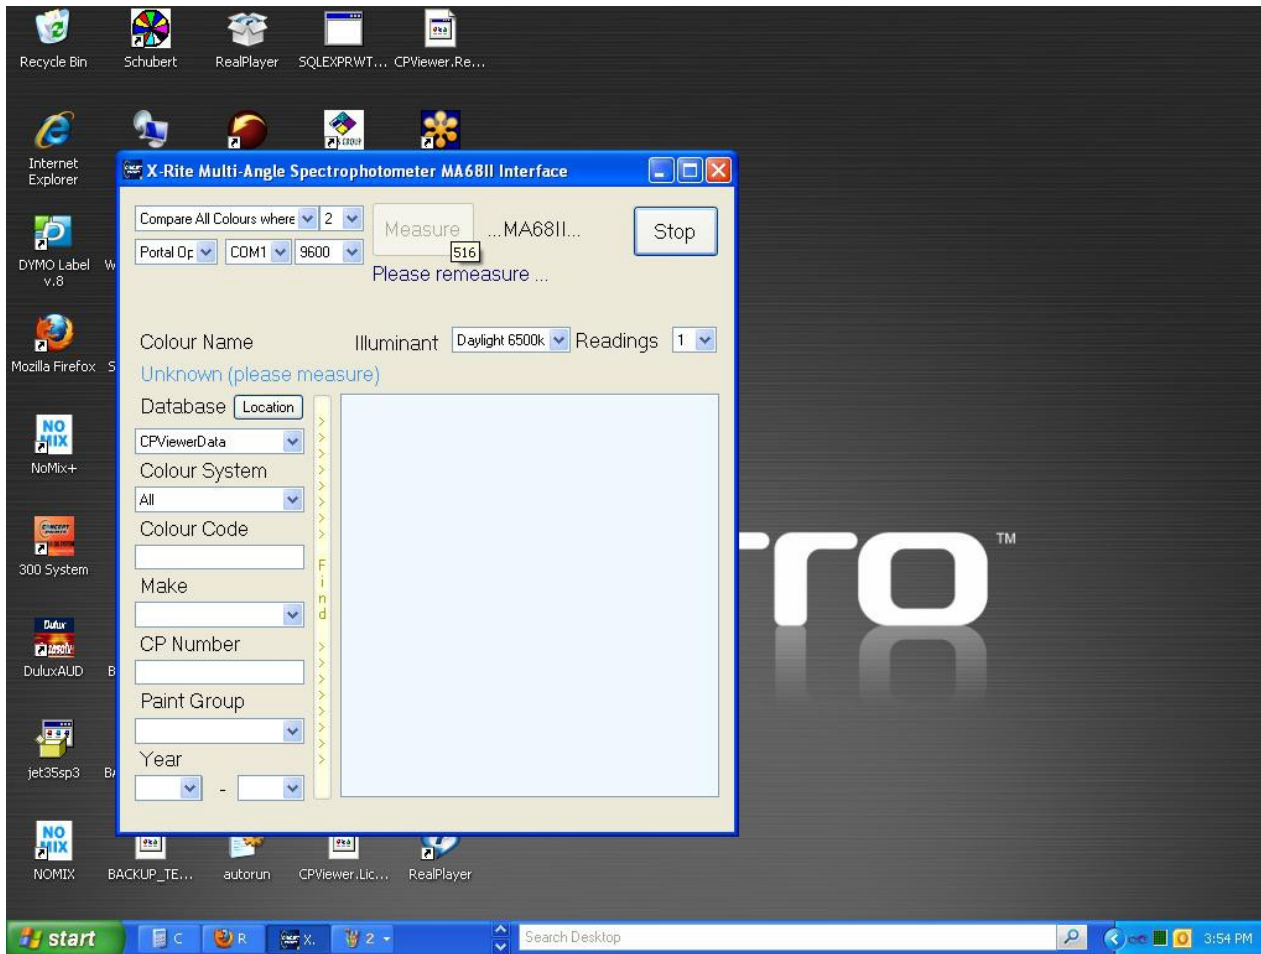 Recycle Bin
Schubert
RealPlayer
SQLEXPRWT...
CPViewer.Re...
Internet
Explorer
X-Rite Multi-Angle Spectrophotometer MA68II Interface
Compare All Colours where
2
Measure
...MA68II...
Stop
Portal Op
COM1
9600
516
Please remeasure ...
DYMO Label
v.8
W
Colour Name
Illuminant
Daylight 6500k
Readings
1
Unknown (please measure)
Mozilla Firefox
S
Database
Location
CPViewerData
NO
MIX
NoMix+
Colour System
All
Colour Code
> > > > > > > > Find > > > > > > > >
300 System
Make
TM
CP Number
Dulux
DuluxAUD
B
Paint Group
Year
-
jet35sp3
BA
NO
MIX
NOMIX
BACKUP_TE...
autorun
CPViewer.Lic...
RealPlayer
start
C
R
X.
2
Search Desktop
3:54 PM